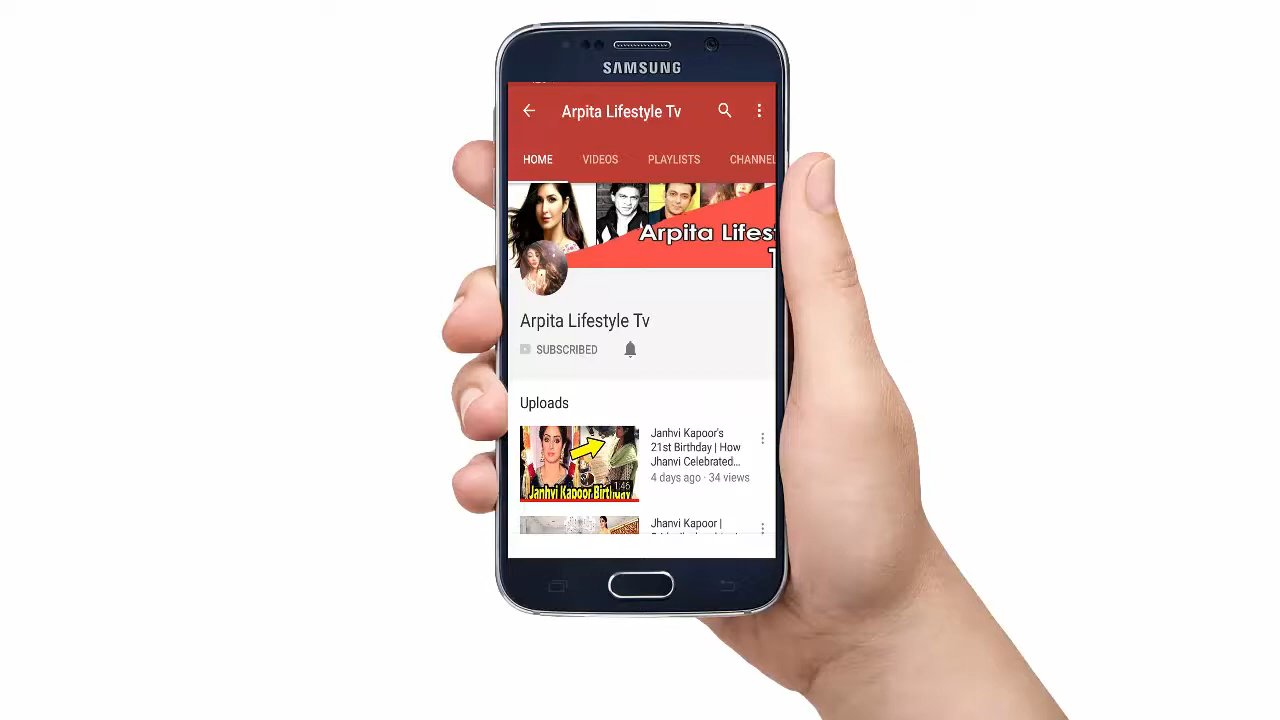 SAMSUNG
Arpita Lifestyle Tv
HOME VIDEOS PLAYLISTS CHANNEL
Arpita Lifes
T
Arpita Lifestyle Tv
SUBSCRIBED
Uploads
Janhvi Kapoor's
21st Birthday | How
Jhanvi Celebrated...
4 days ago · 34 views
1:46
Janhvi Kapoor Birthday
Jhanvi Kapoor |